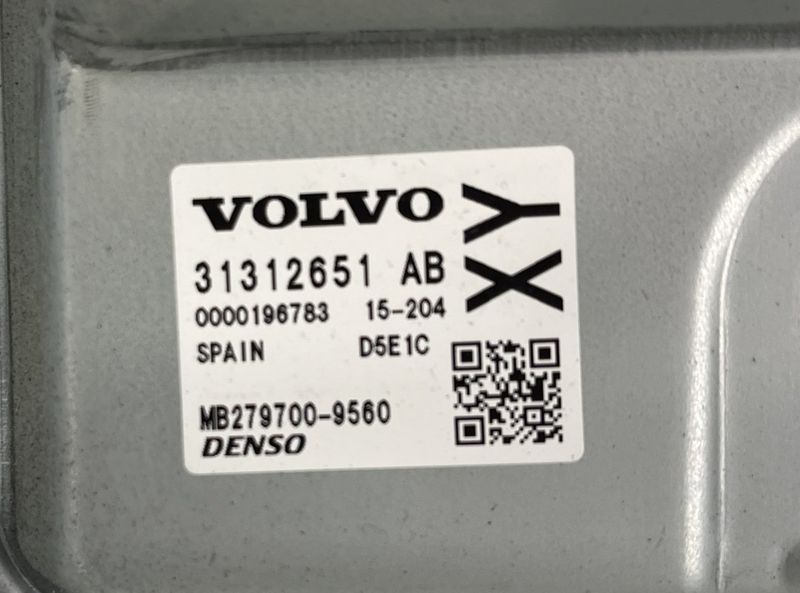 VOLVO
31312651 AB
0000196783 15-204
SPAIN D5E1C
XY
MB279700-9560
DENSO